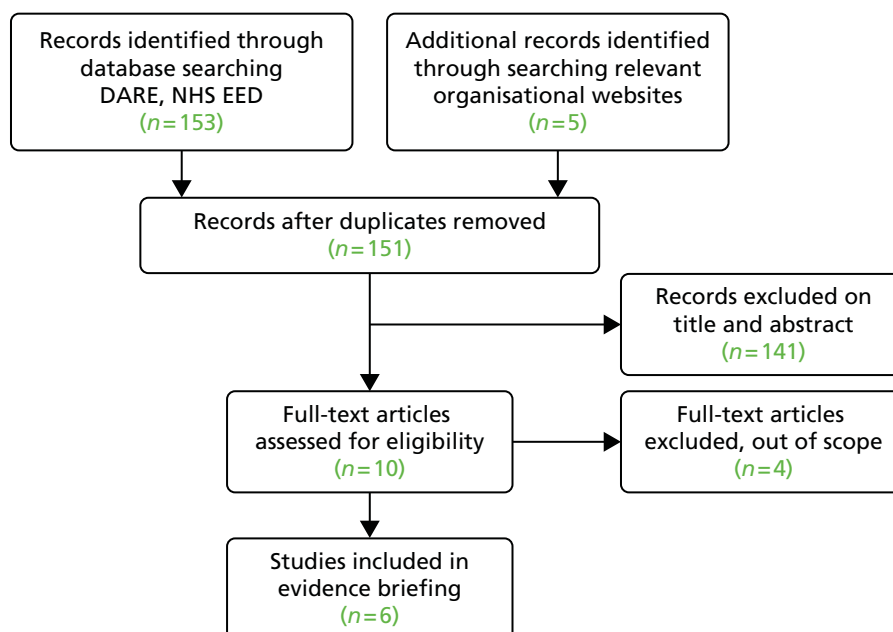 Records identified through
database searching
DARE, NHS EED
(n=153)
Additional records identified
through searching relevant
organisational websites
(n=5)
Records after duplicates removed
(n=151)
Records excluded on
title and abstract
(n=141)
Full-text articles
assessed for eligibility
(n=10)
Full-text articles
excluded, out of scope
(n=4)
Studies included in
evidence briefing
(n=6)